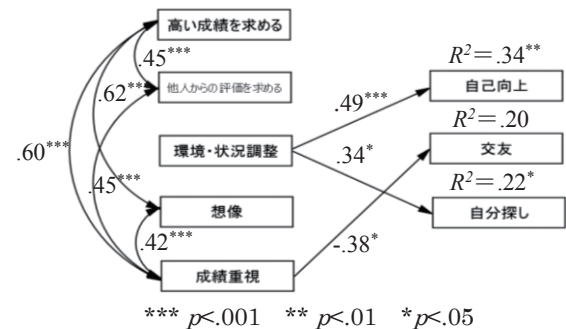 高い成績を求める
.45***
R²=.34**
.62***
他人からの評価を求める
自己向上
.49***
R²=.20
.60***
環境・状況調整
交友
.34*
.45***
R²=.22*
想像
自分探し
.42***
-.38*
成績重視
*** p<.001 ** p<.01 *p<.05